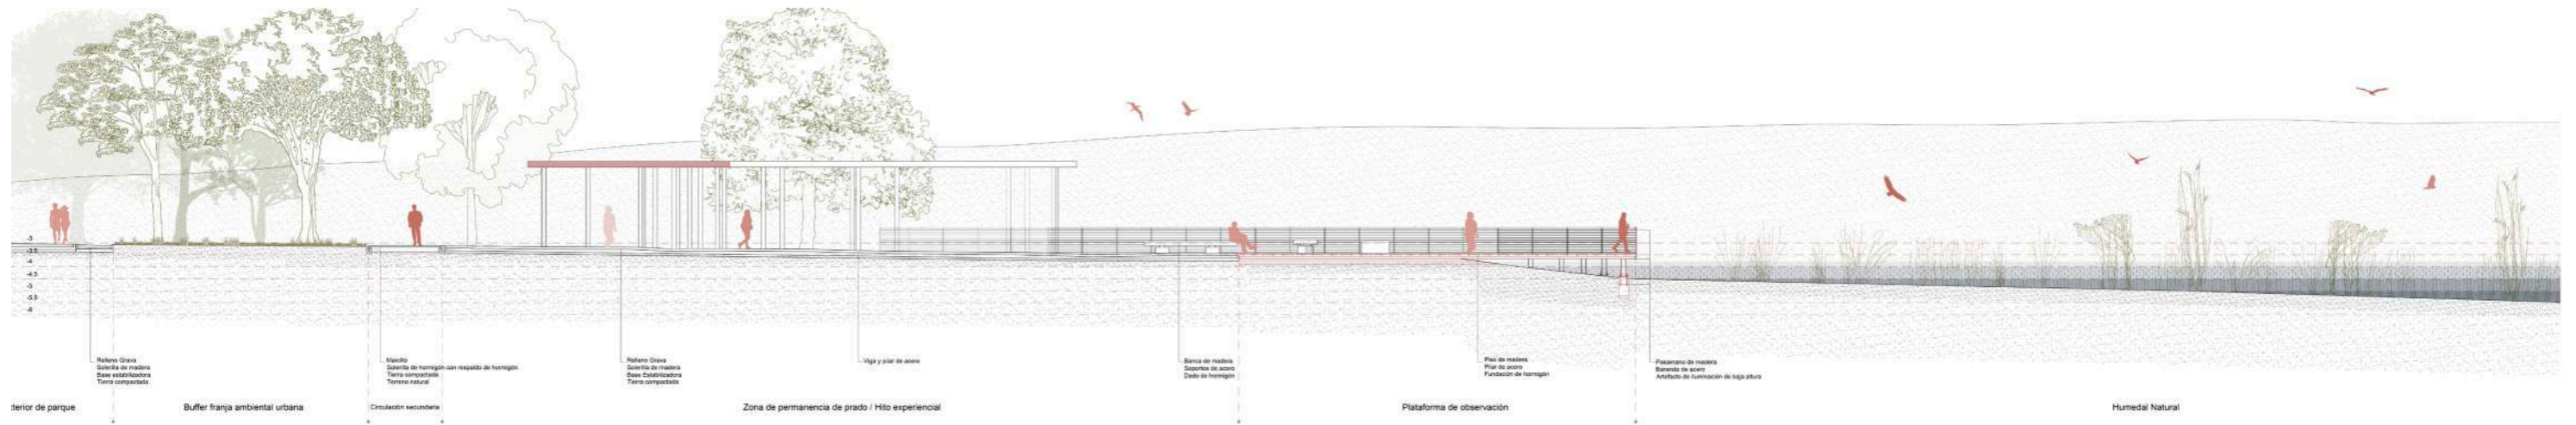 -3
-3.5
-4
-4.5
-5
-5.5
-6
Relleno Grava
Solerilla de madera
Base estabilizadora
Tierra compactada
Maicillo
Solerilla de hormigón con respaldo de hormigón
Tierra compactada
Terreno natural
Relleno Grava
Solerilla de madera
Base Estabilizadora
Tierra compactada
Viga y pilar de acero
Banca de madera
Soportes de acero
Dado de hormigón
Piso de madera
Pilar de acero
Fundación de hormigón
Pasamano de madera
Baranda de acero
Artefacto de iluminación de baja altura
terior de parque
Buffer franja ambiental urbana
Circulación secundaria
Zona de permanencia de prado / Hito experiencial
Plataforma de observación
Humedal Natural